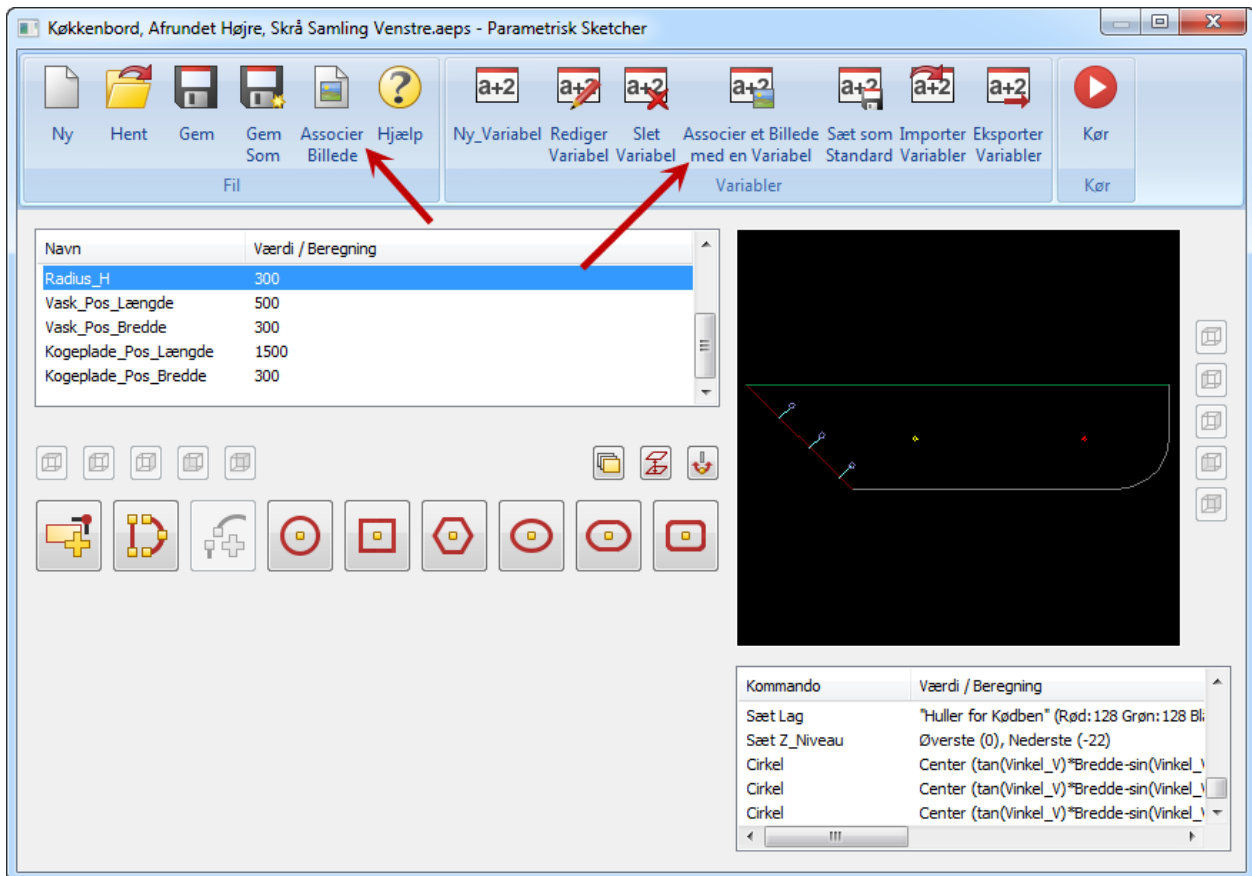 Køkkenbord, Afrundet Højre, Skrå Samling Venstre.aeps - Parametrisk Sketcher
a+2 a+2 a+2 a+2 a+2 a+2 a+2
Ny Hent Gem Gem Associer Hjælp Ny_Variabel Rediger Slet Associer et Billede Sæt som Importer Eksporter Kør
Som Billede Variabel Variabel med en Variabel Standard Variabler Variabler
Fil Variabler Kør
Navn Værdi / Beregning
Radius_H 300
Vask_Pos_Længde 500
Vask_Pos_Bredde 300
Kogeplade_Pos_Længde 1500
Kogeplade_Pos_Bredde 300
Kommando Værdi / Beregning
Sæt Lag "Huller for Kødben" (Rød:128 Grøn:128 Bl
Sæt Z_Niveau Øverste (0), Nederste (-22)
Cirkel Center (tan(Vinkel_V)*Bredde-sin(Vinkel_V
Cirkel Center (tan(Vinkel_V)*Bredde-sin(Vinkel_V
Cirkel Center (tan(Vinkel_V)*Bredde-sin(Vinkel_V